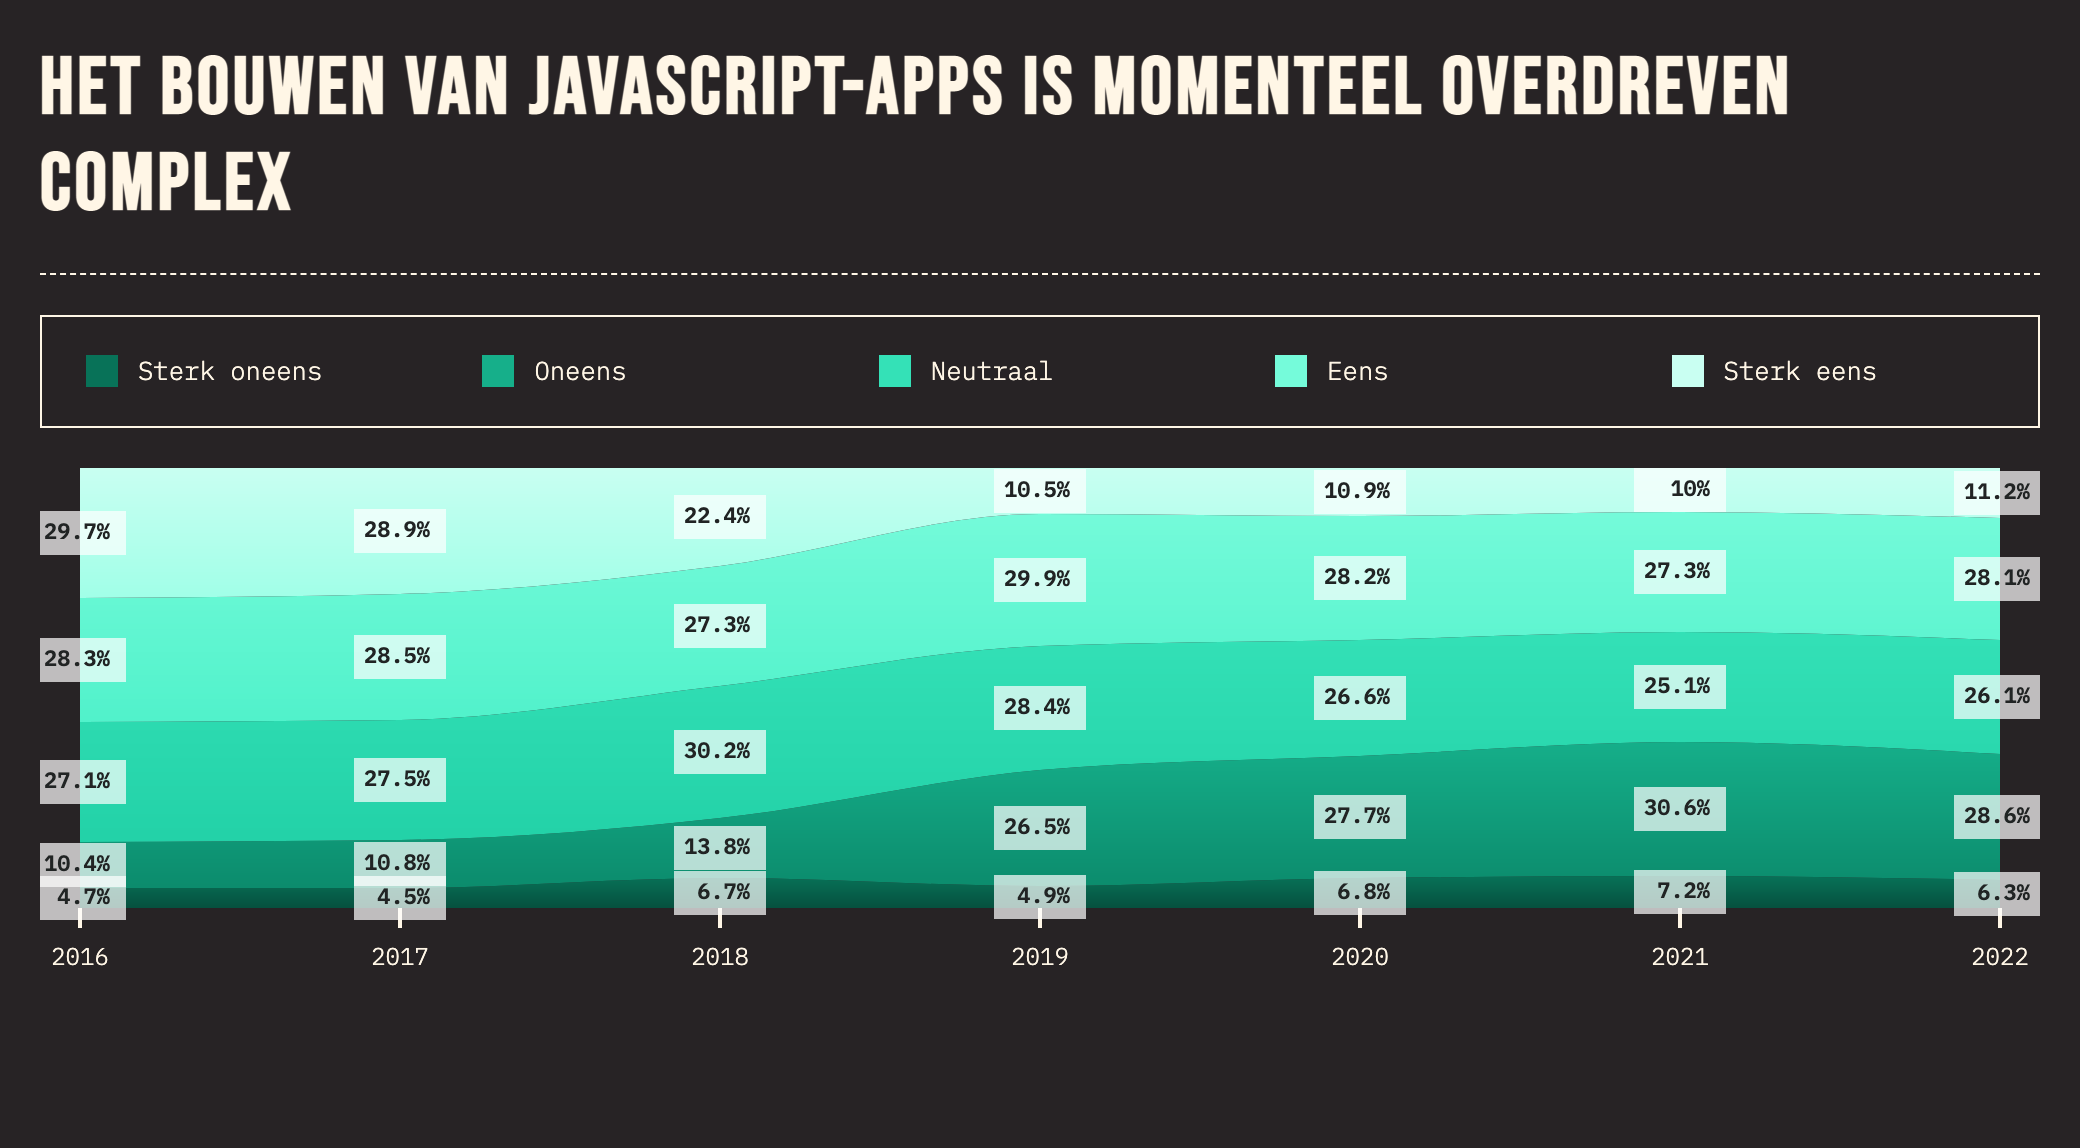 HET BOUWEN VAN JAVASCRIPT-APPS IS MOMENTEEL OVERDREVEN
COMPLEX
Sterk oneens Oneens Neutraal Eens Sterk eens
29.7% 28.9% 22.4% 10.5% 10.9% 10% 11.2%
28.3% 28.5% 27.3% 29.9% 28.2% 27.3% 28.1%
27.1% 27.5% 30.2% 28.4% 26.6% 25.1% 26.1%
10.4% 10.8% 13.8% 26.5% 27.7% 30.6% 28.6%
4.7% 4.5% 6.7% 4.9% 6.8% 7.2% 6.3%
2016 2017 2018 2019 2020 2021 2022